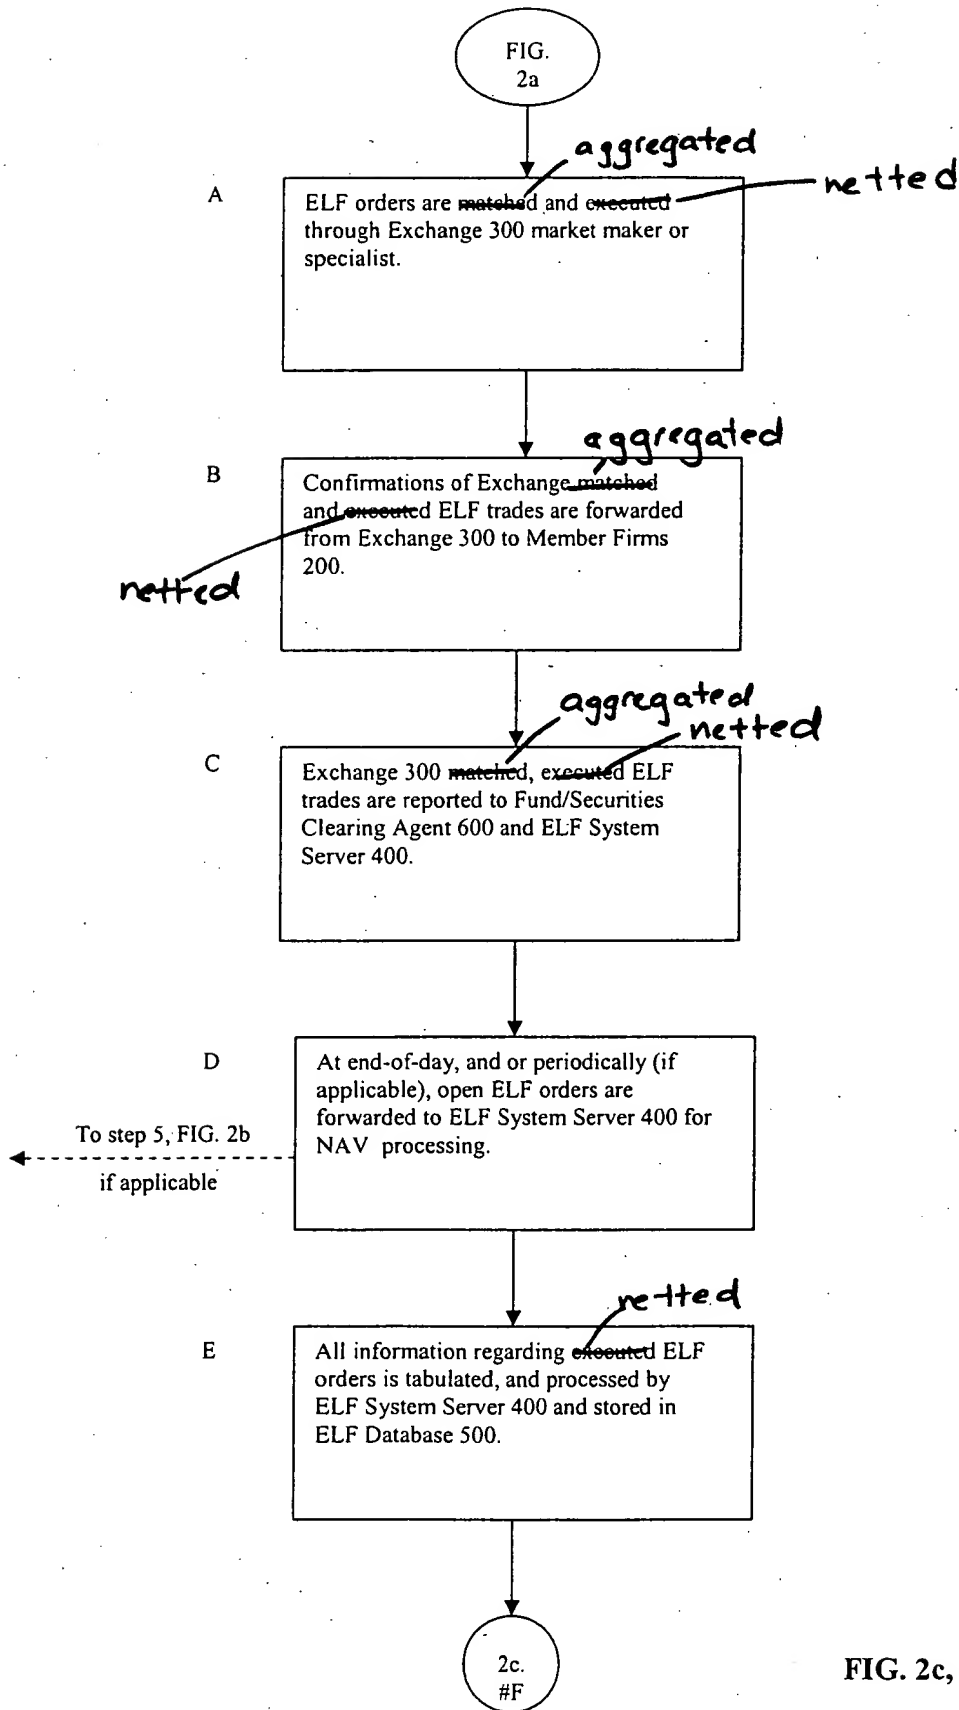 FIG.
2a
aggregated
netted
A
ELF orders are matched and executed
through Exchange 300 market maker or
specialist.
aggregated
B
Confirmations of Exchange matched
and executed ELF trades are forwarded
from Exchange 300 to Member Firms
200.
netted
aggregated
netted
C
Exchange 300 matched, executed ELF
trades are reported to Fund/Securities
Clearing Agent 600 and ELF System
Server 400.
D
At end-of-day, and or periodically (if
applicable), open ELF orders are
forwarded to ELF System Server 400 for
NAV processing.
To step 5, FIG. 2b
if applicable
netted
E
All information regarding executed ELF
orders is tabulated, and processed by
ELF System Server 400 and stored in
ELF Database 500.
2c.
#F
FIG. 2c,